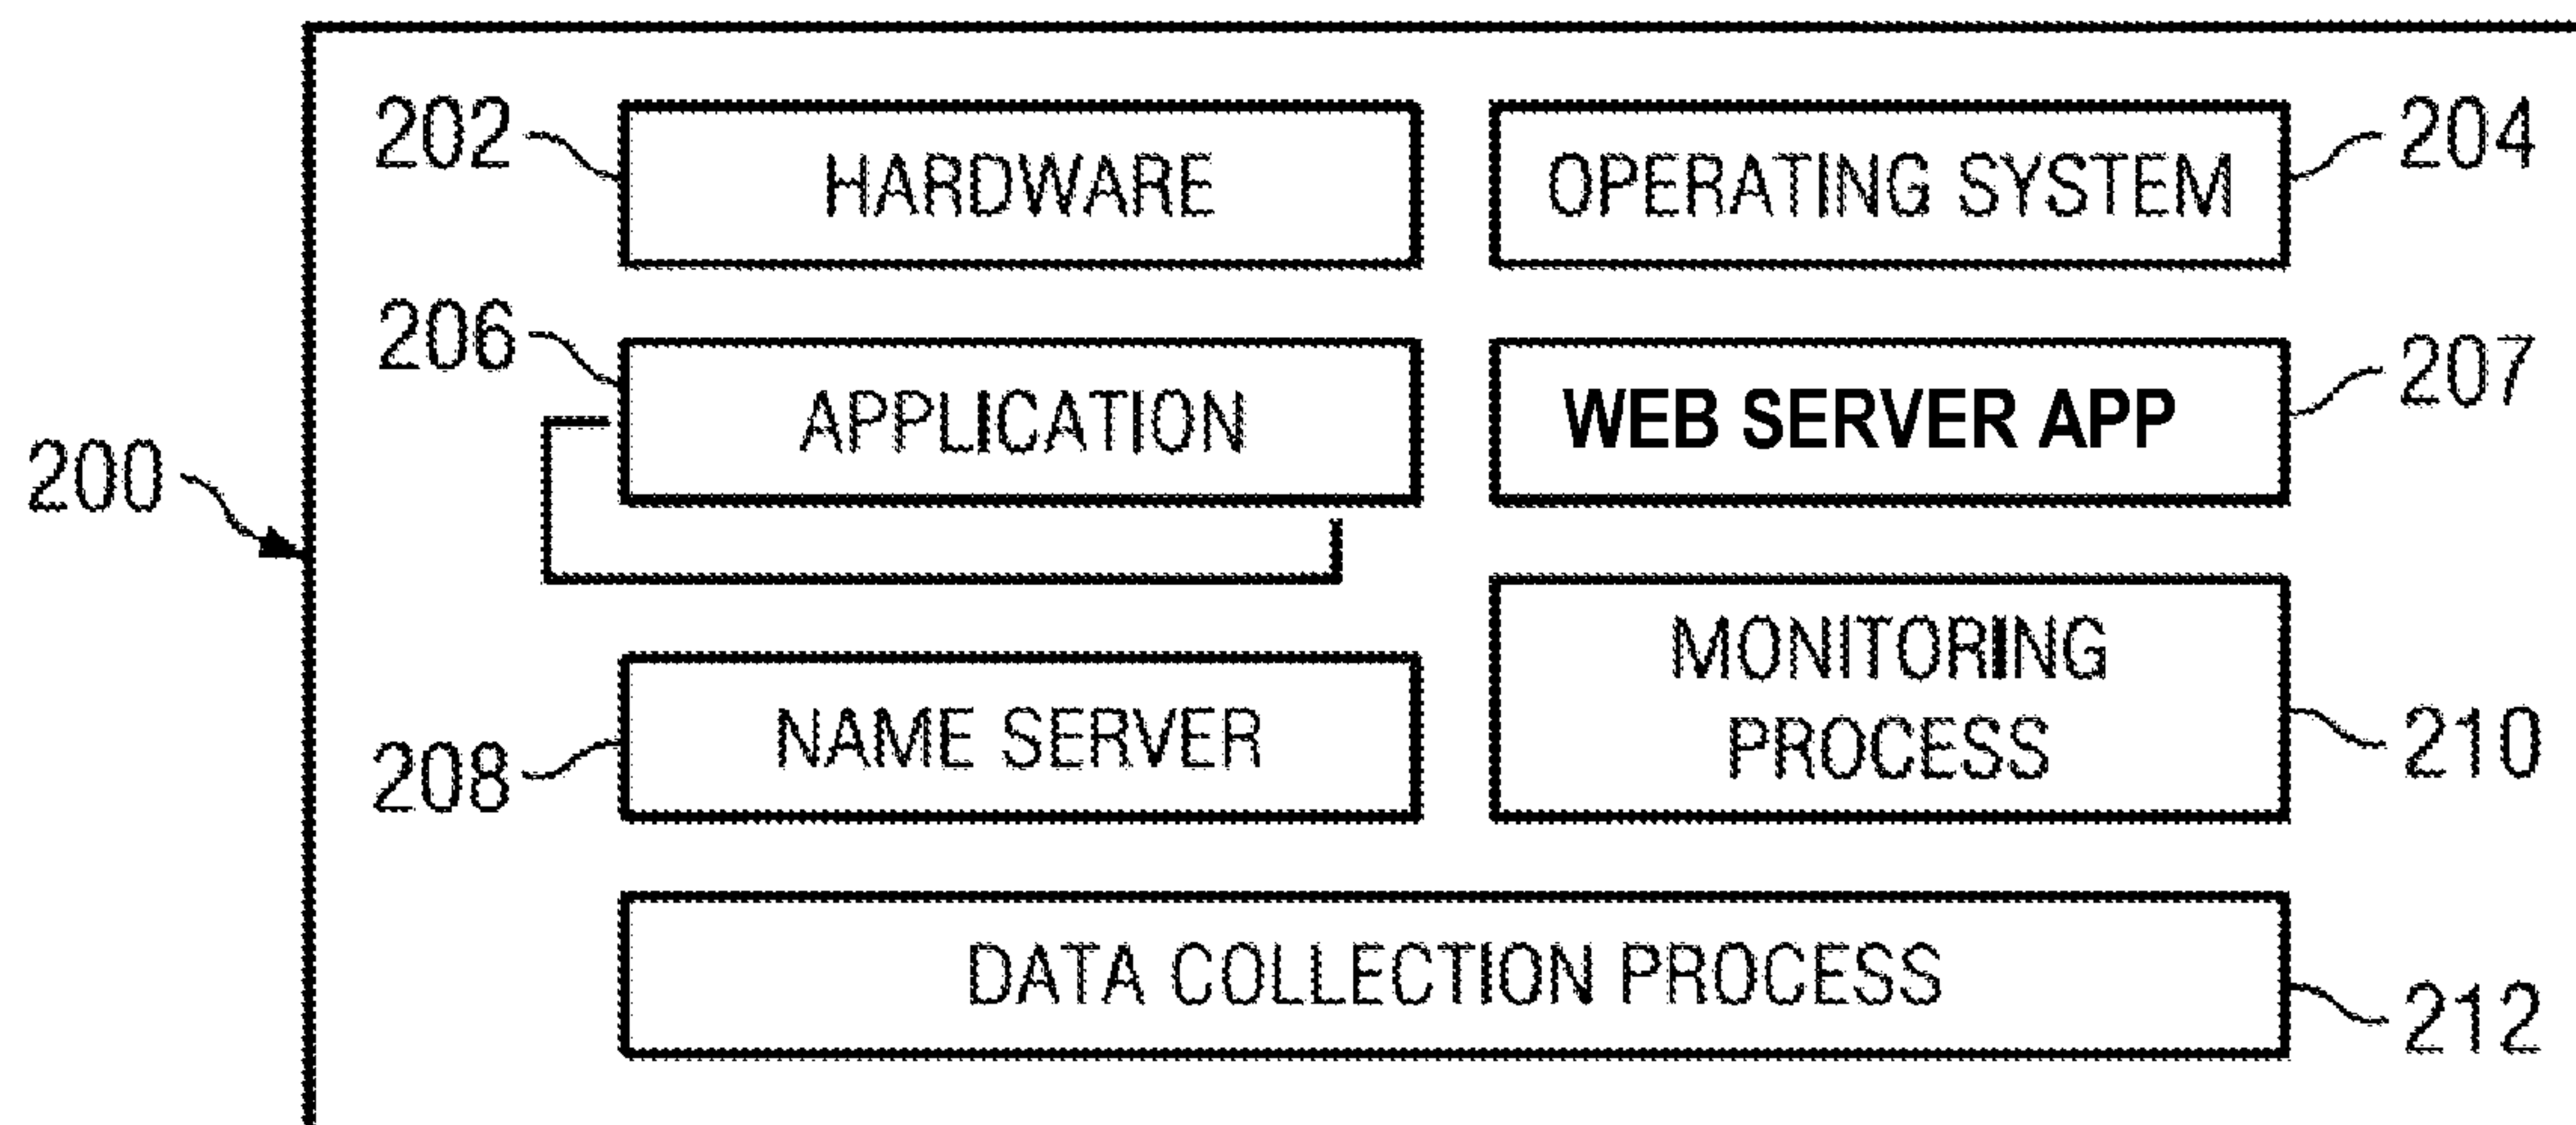 202 HARDWARE OPERATING SYSTEM 204
206 APPLICATION WEB SERVER APP 207
200
MONITORING
PROCESS 210
208 NAME SERVER
DATA COLLECTION PROCESS 212